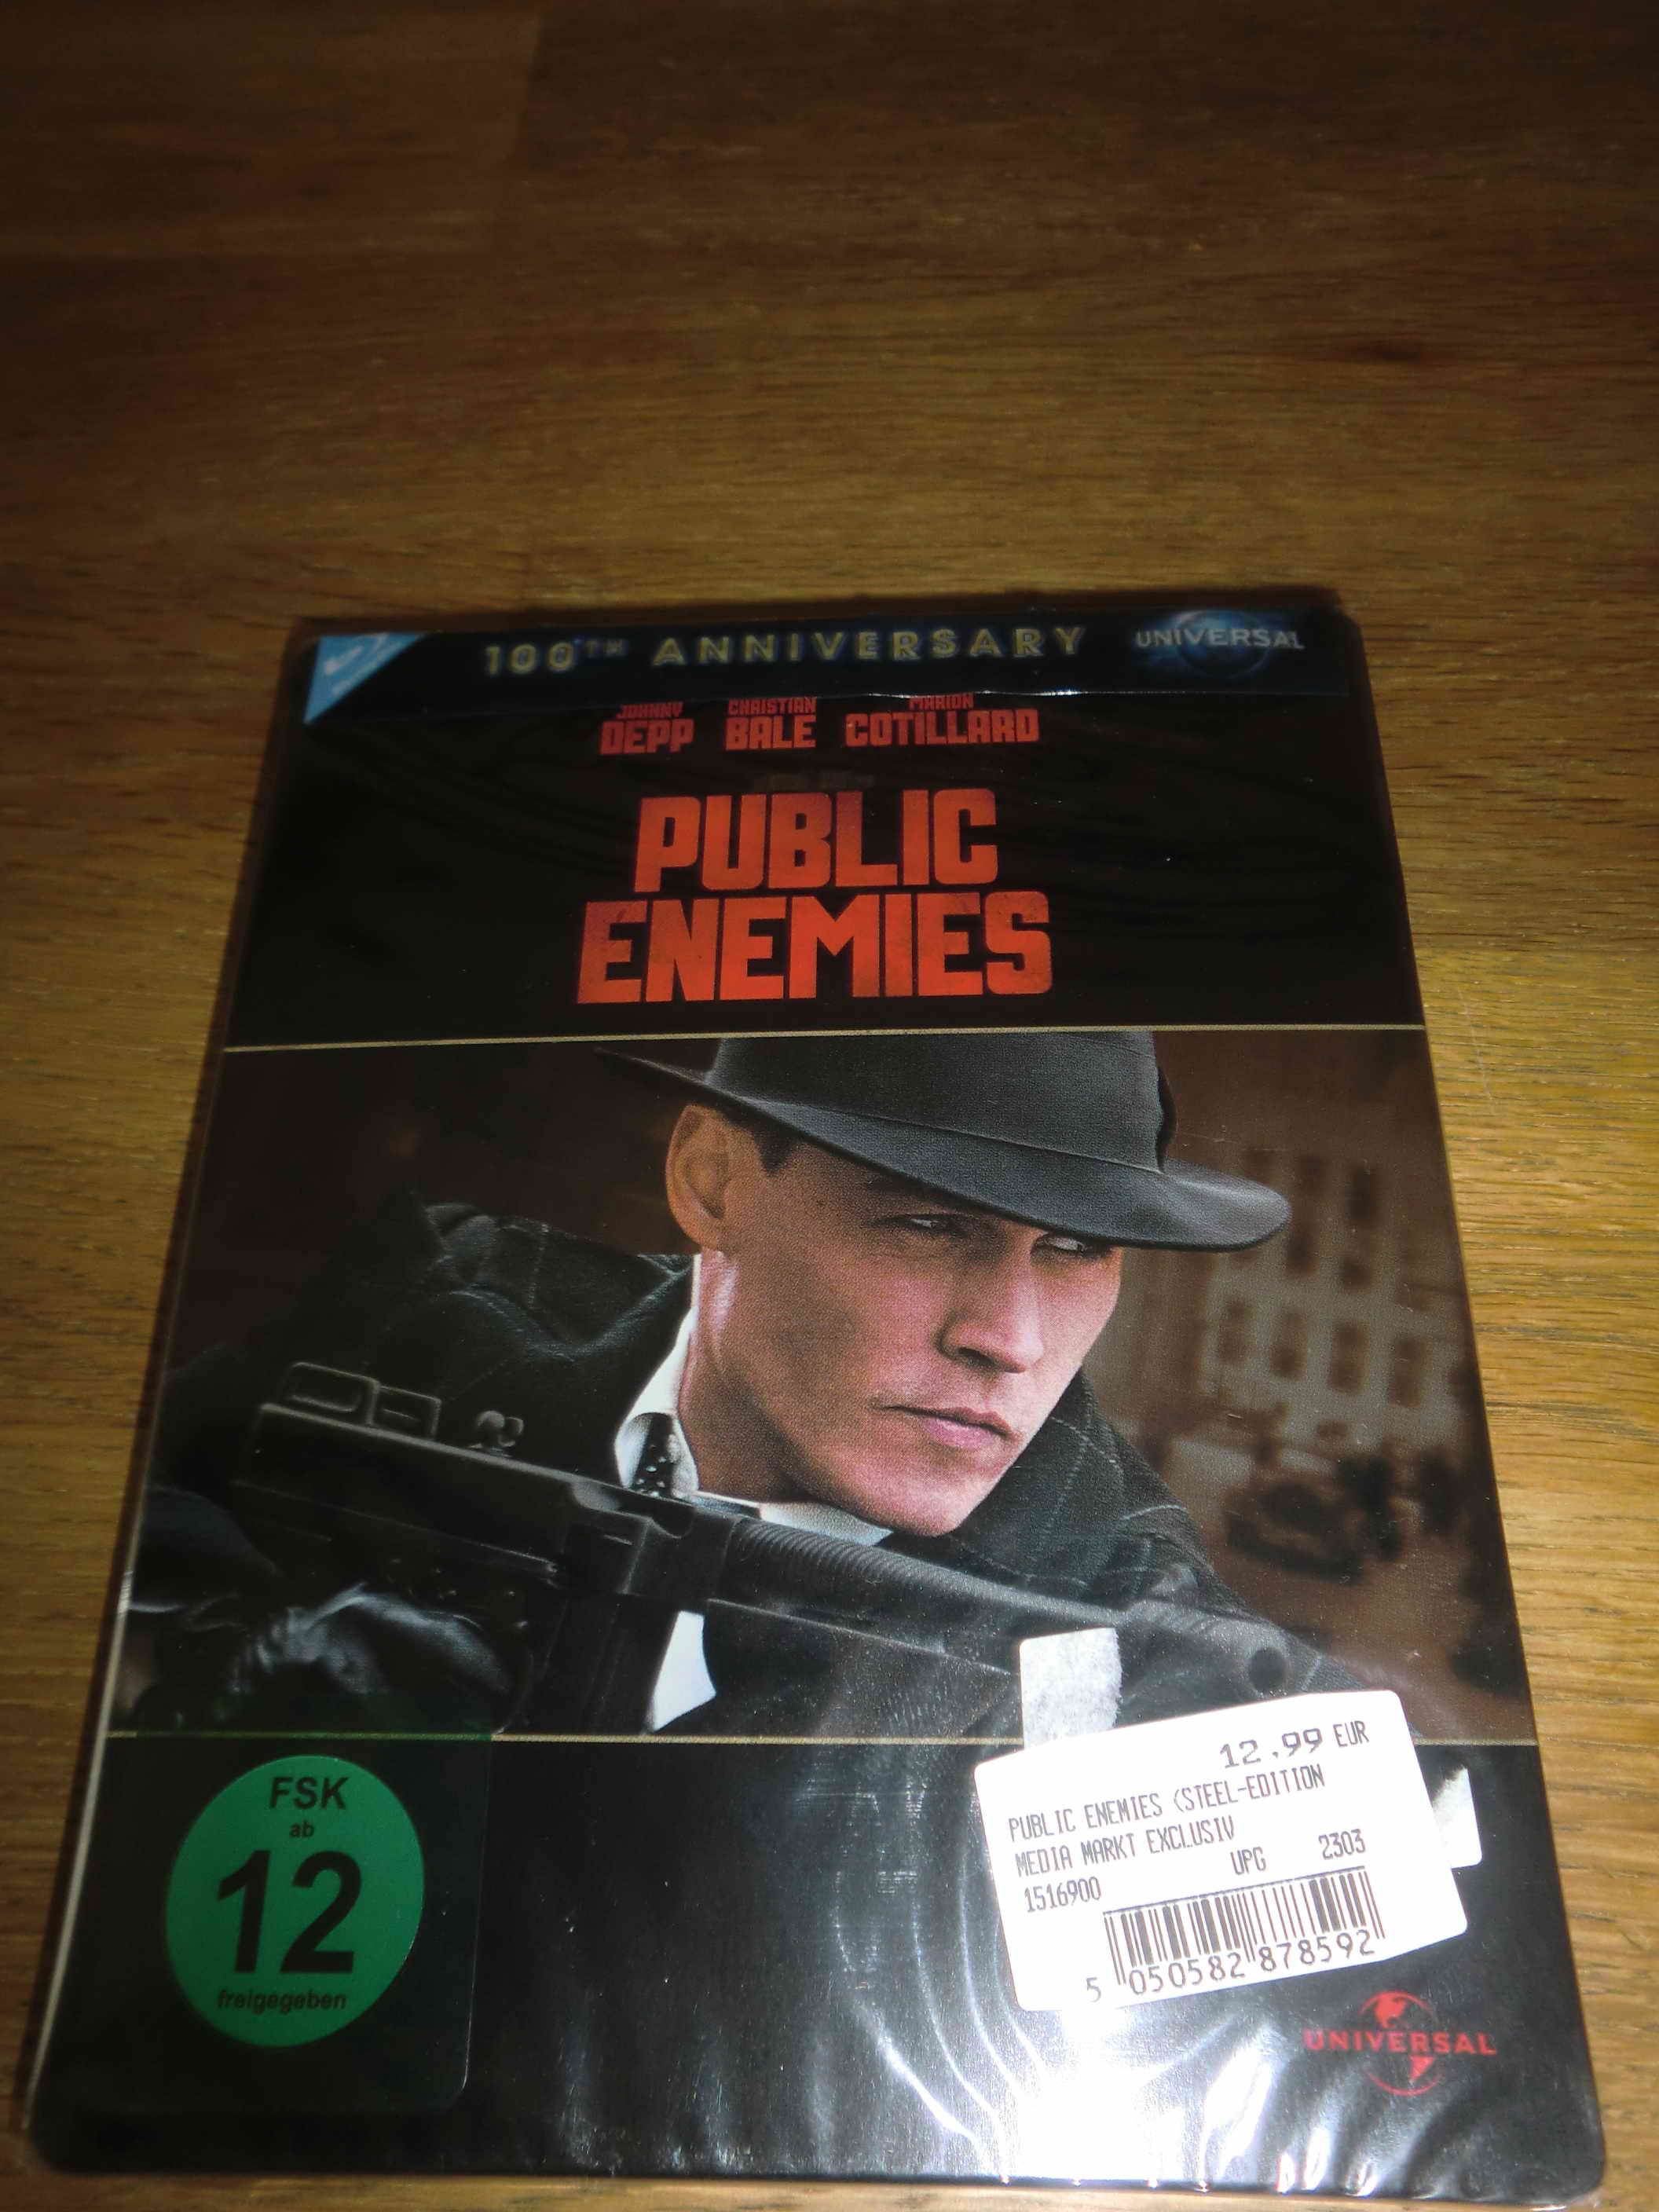 100TH ANNIVERSARY UNIVERSAL
JOHNNY CHRISTIAN MARION
DEPP BALE COTILLARD
PUBLIC
ENEMIES
12.99 EUR
PUBLIC ENEMIES (STEEL-EDITION
MEDIA MARKT EXCLUSIV
UPG 2303
1516900
5 050582 878592
FSK
ab
12
freigegeben
UNIVERSAL